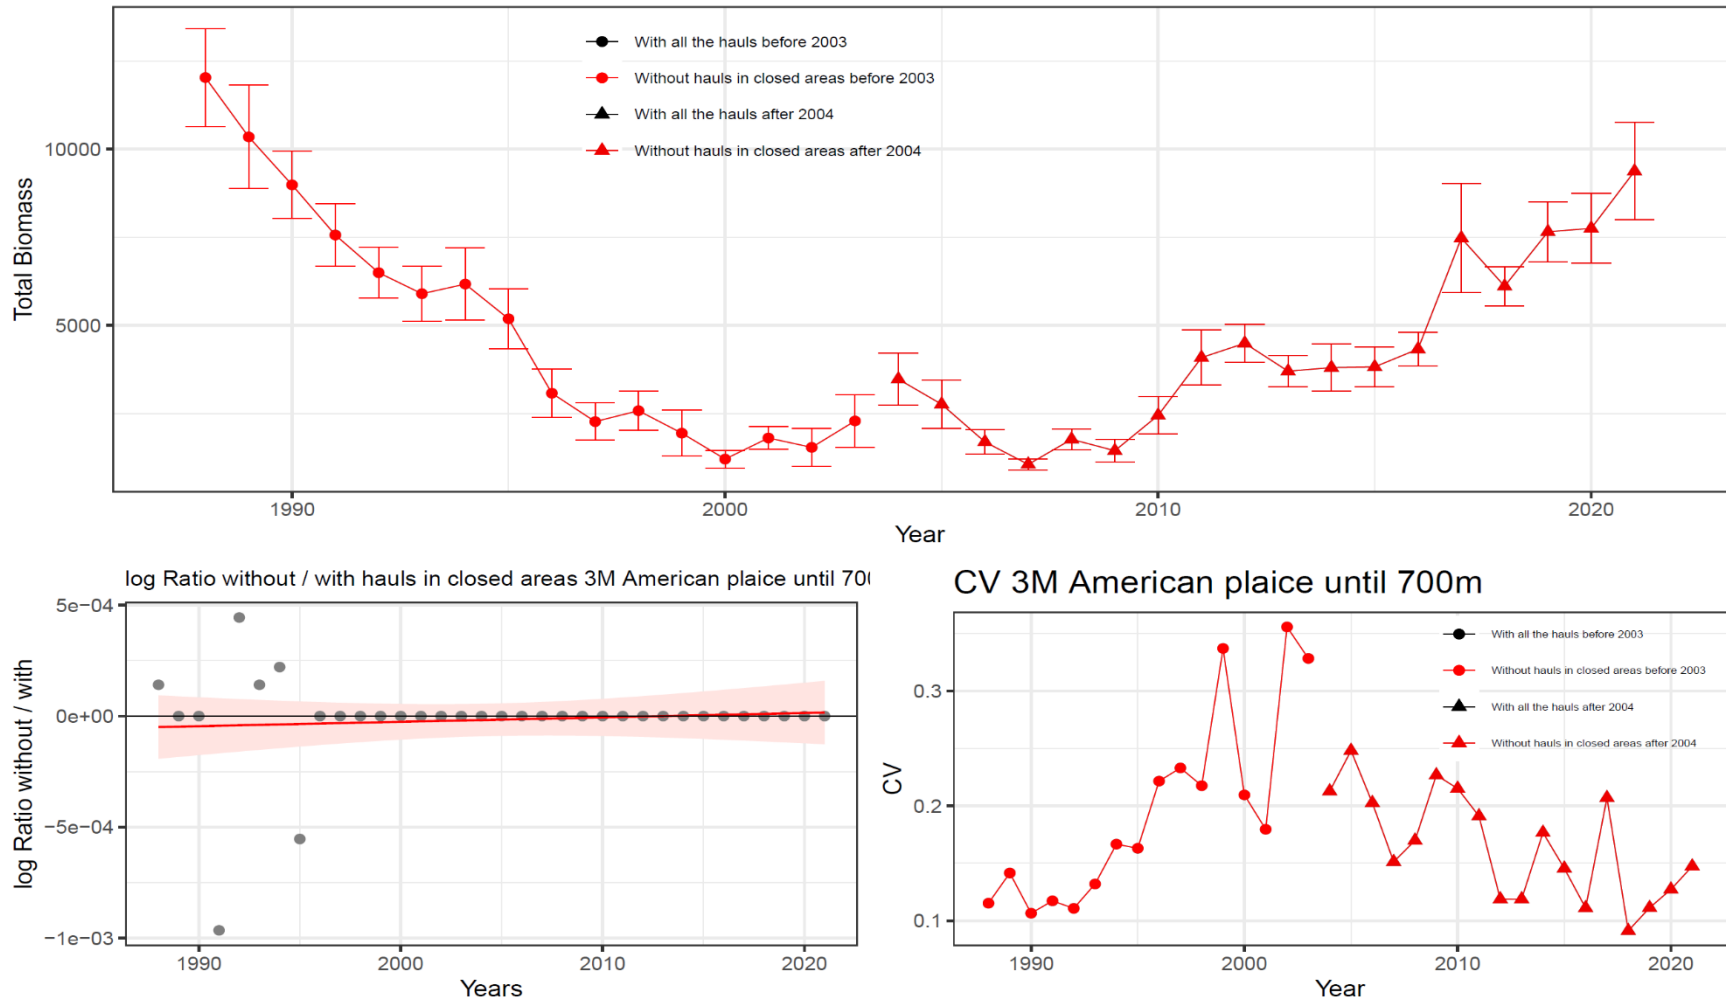 With all the hauls before 2003
Without hauls in closed areas before 2003
With all the hauls after 2004
Without hauls in closed areas after 2004
10000
5000
Total Biomass
1990
2000
2010
2020
Year
log Ratio without / with hauls in closed areas 3M American plaice until 700
5e−04
0e+00
−5e−04
−1e−03
log Ratio without / with
1990
2000
2010
2020
Years
CV 3M American plaice until 700m
With all the hauls before 2003
Without hauls in closed areas before 2003
With all the hauls after 2004
Without hauls in closed areas after 2004
0.3
0.2
0.1
CV
1990
2000
2010
2020
Year